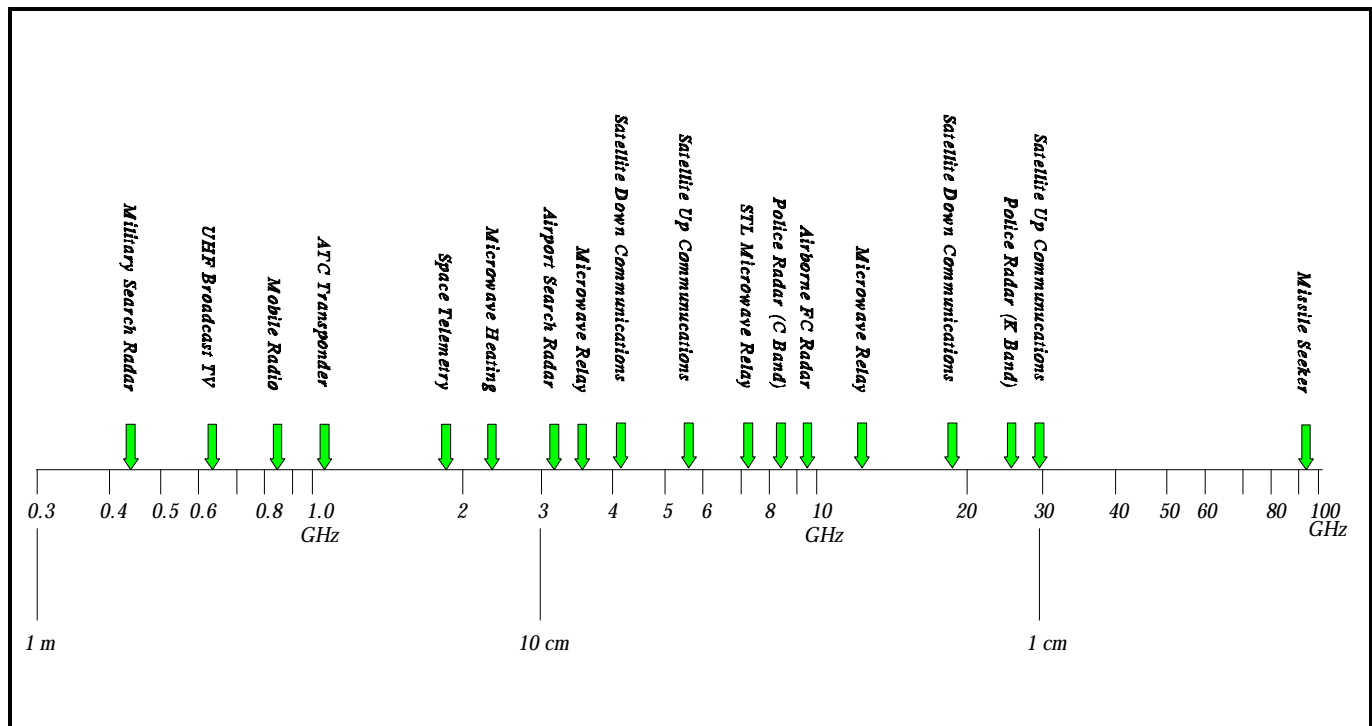 Military Search Radar
UHF Broadcast TV
Mobile Radio
ATC Transponder
Space Telemetry
Microwave Heating
Airport Search Radar
Microwave Relay
Satellite Down Communications
Satellite Up Communucations
STL Microwave Relay
Police Radar (C Band)
Airborne FC Radar
Microwave Relay
Satellite Down Communications
Police Radar (K Band)
Satellite Up Communucations
Missile Seeker
0.3 0.4 0.5 0.6 0.8 1.0 2 3 4 5 6 8 10 20 30 40 50 60 80 100
GHz GHz GHz
1 m 10 cm 1 cm